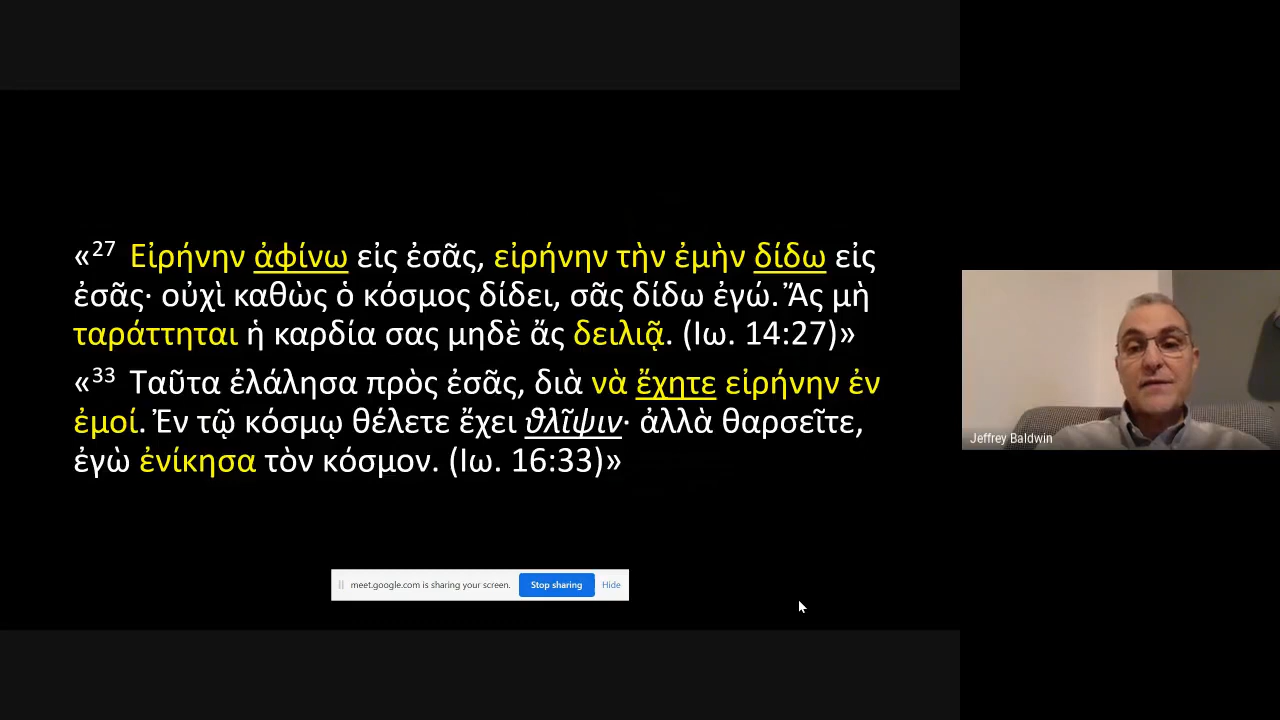 «27 Εἰρήνην ἀφίνω εἰς ἐσᾶς, εἰρήνην τὴν ἐμὴν δίδω εἰς
ἐσᾶς· οὐχὶ καθὼς ὁ κόσμος δίδει, σᾶς δίδω ἐγώ. Ἂς μὴ
ταράττηται ἡ καρδία σας μηδὲ ἄς δειλιᾷ. (Ιω. 14:27)»
«33 Ταῦτα ἐλάλησα πρὸς ἐσᾶς, διὰ νὰ ἔχητε εἰρήνην ἐν
ἐμοί. Ἐν τῷ κόσμῳ θέλετε ἔχει ϑλῖψιν· ἀλλὰ θαρσεῖτε,
ἐγὼ ἐνίκησα τὸν κόσμον. (Ιω. 16:33)»
Jeffrey Baldwin
meet.google.com is sharing your screen. Stop sharing Hide